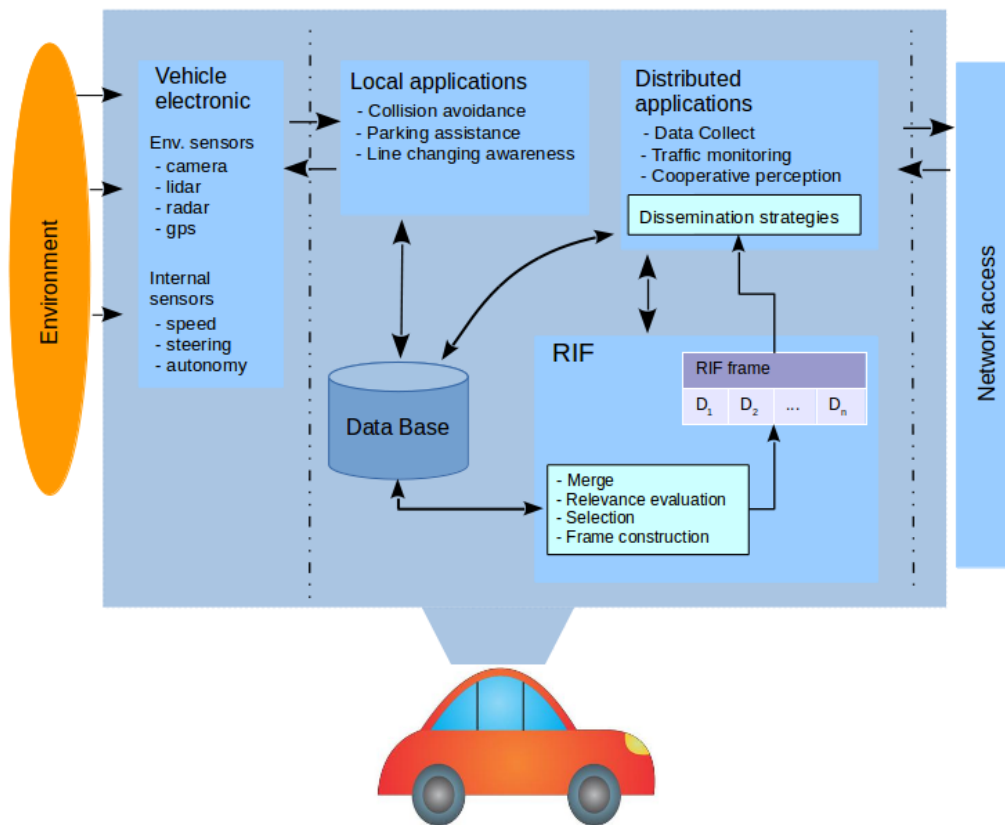 Environment
Vehicle
electronic
Env. sensors
- camera
- lidar
- radar
- gps
Internal
sensors
- speed
- steering
- autonomy
Local applications
- Collision avoidance
- Parking assistance
- Line changing awareness
Distributed
applications
- Data Collect
- Traffic monitoring
- Cooperative perception
Dissemination strategies
Data Base
RIF
RIF frame
D1 D2 ... Dn
- Merge
- Relevance evaluation
- Selection
- Frame construction
Network access